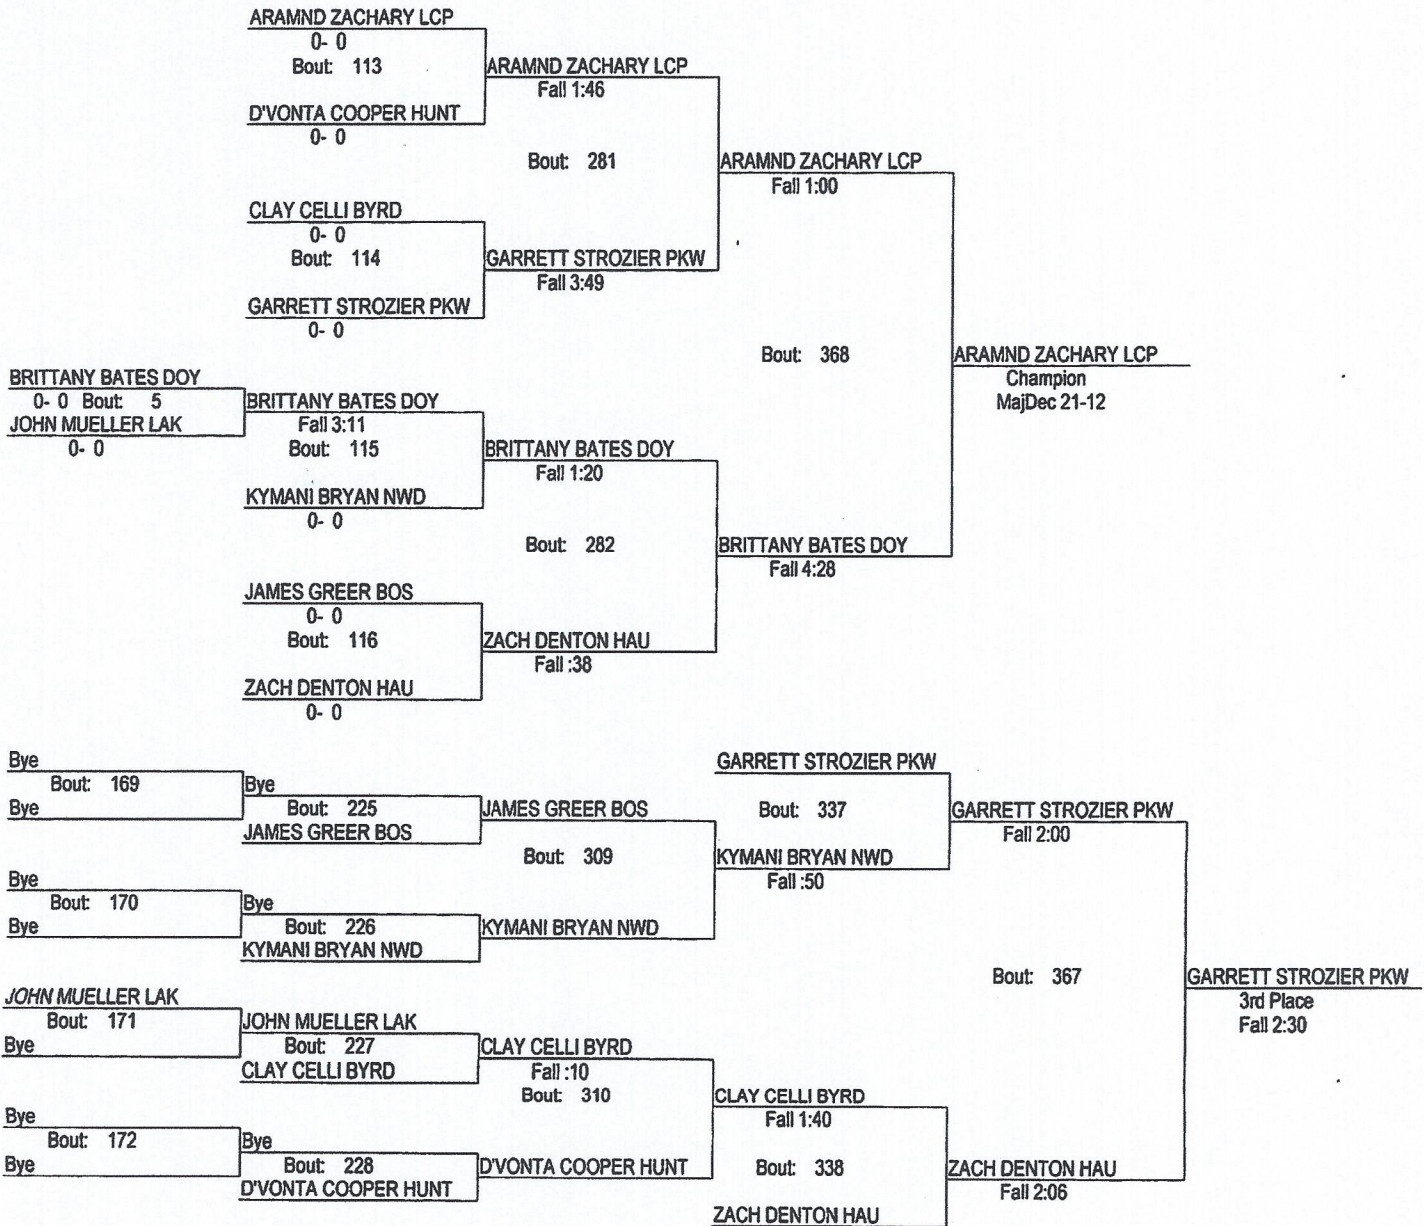 ARAMND ZACHARY LCP
0- 0
Bout: 113
D'VONTA COOPER HUNT
0- 0
ARAMND ZACHARY LCP
Fall 1:46
Bout: 281
CLAY CELLI BYRD
0- 0
Bout: 114
GARRETT STROZIER PKW
0- 0
GARRETT STROZIER PKW
Fall 3:49
ARAMND ZACHARY LCP
Fall 1:00
Bout: 368
ARAMND ZACHARY LCP
Champion
MajDec 21-12
BRITTANY BATES DOY
0- 0 Bout: 5
JOHN MUELLER LAK
0- 0
BRITTANY BATES DOY
Fall 3:11
Bout: 115
KYMANI BRYAN NWD
0- 0
BRITTANY BATES DOY
Fall 1:20
Bout: 282
BRITTANY BATES DOY
Fall 4:28
JAMES GREER BOS
0- 0
Bout: 116
ZACH DENTON HAU
0- 0
ZACH DENTON HAU
Fall :38
Bye
Bout: 169
Bye
Bye
Bout: 225
JAMES GREER BOS
JAMES GREER BOS
Bout: 309
GARRETT STROZIER PKW
Bout: 337
KYMANI BRYAN NWD
Fall :50
GARRETT STROZIER PKW
Fall 2:00
Bye
Bout: 170
Bye
Bye
Bout: 226
KYMANI BRYAN NWD
KYMANI BRYAN NWD
Bout: 367
GARRETT STROZIER PKW
3rd Place
Fall 2:30
JOHN MUELLER LAK
Bout: 171
Bye
JOHN MUELLER LAK
Bout: 227
CLAY CELLI BYRD
CLAY CELLI BYRD
Fall :10
Bout: 310
CLAY CELLI BYRD
Fall 1:40
Bout: 338
ZACH DENTON HAU
Bye
Bout: 172
Bye
Bye
Bout: 228
D'VONTA COOPER HUNT
D'VONTA COOPER HUNT
ZACH DENTON HAU
Fall 2:06